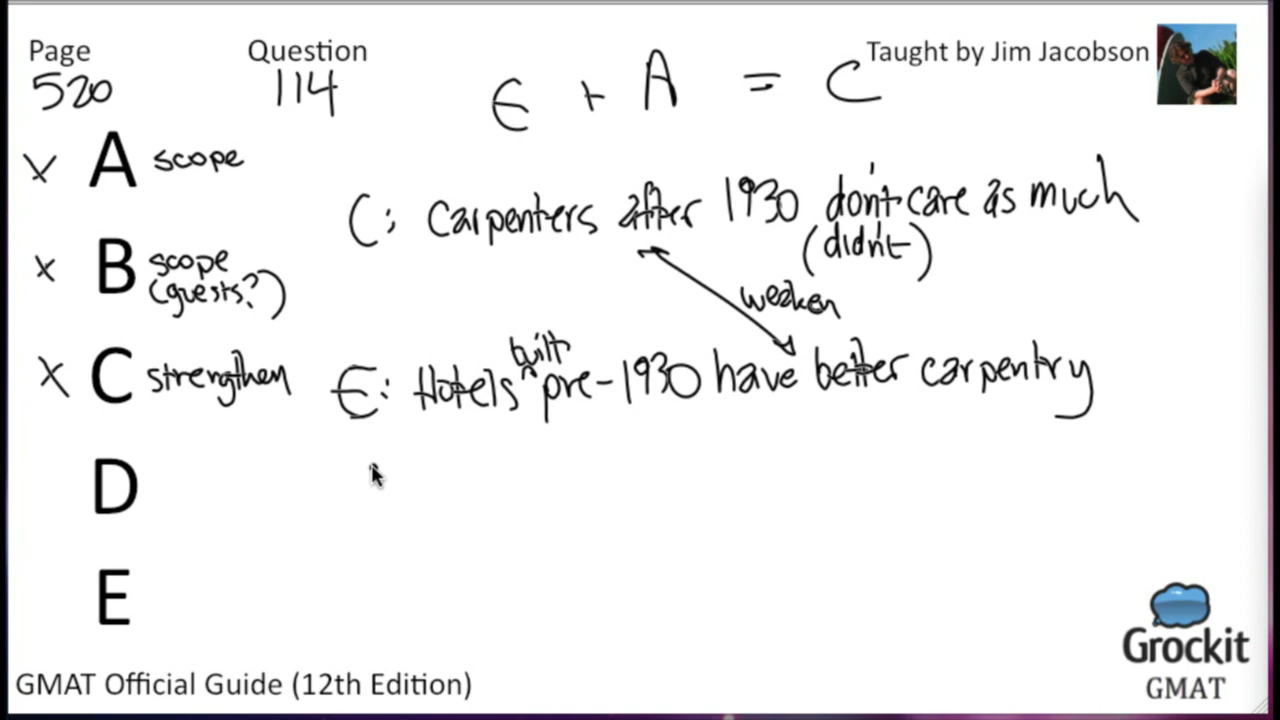 Page Question Taught by Jim Jacobson
520 114 E + A = C
X A scope
C: Carpenters after 1930 don't care as much
(didn't)
X B scope
(guests?)
weaken
X C strengthen
E: Hotels built pre-1930 have better carpentry
D
E
Grockit
GMAT
GMAT Official Guide (12th Edition)